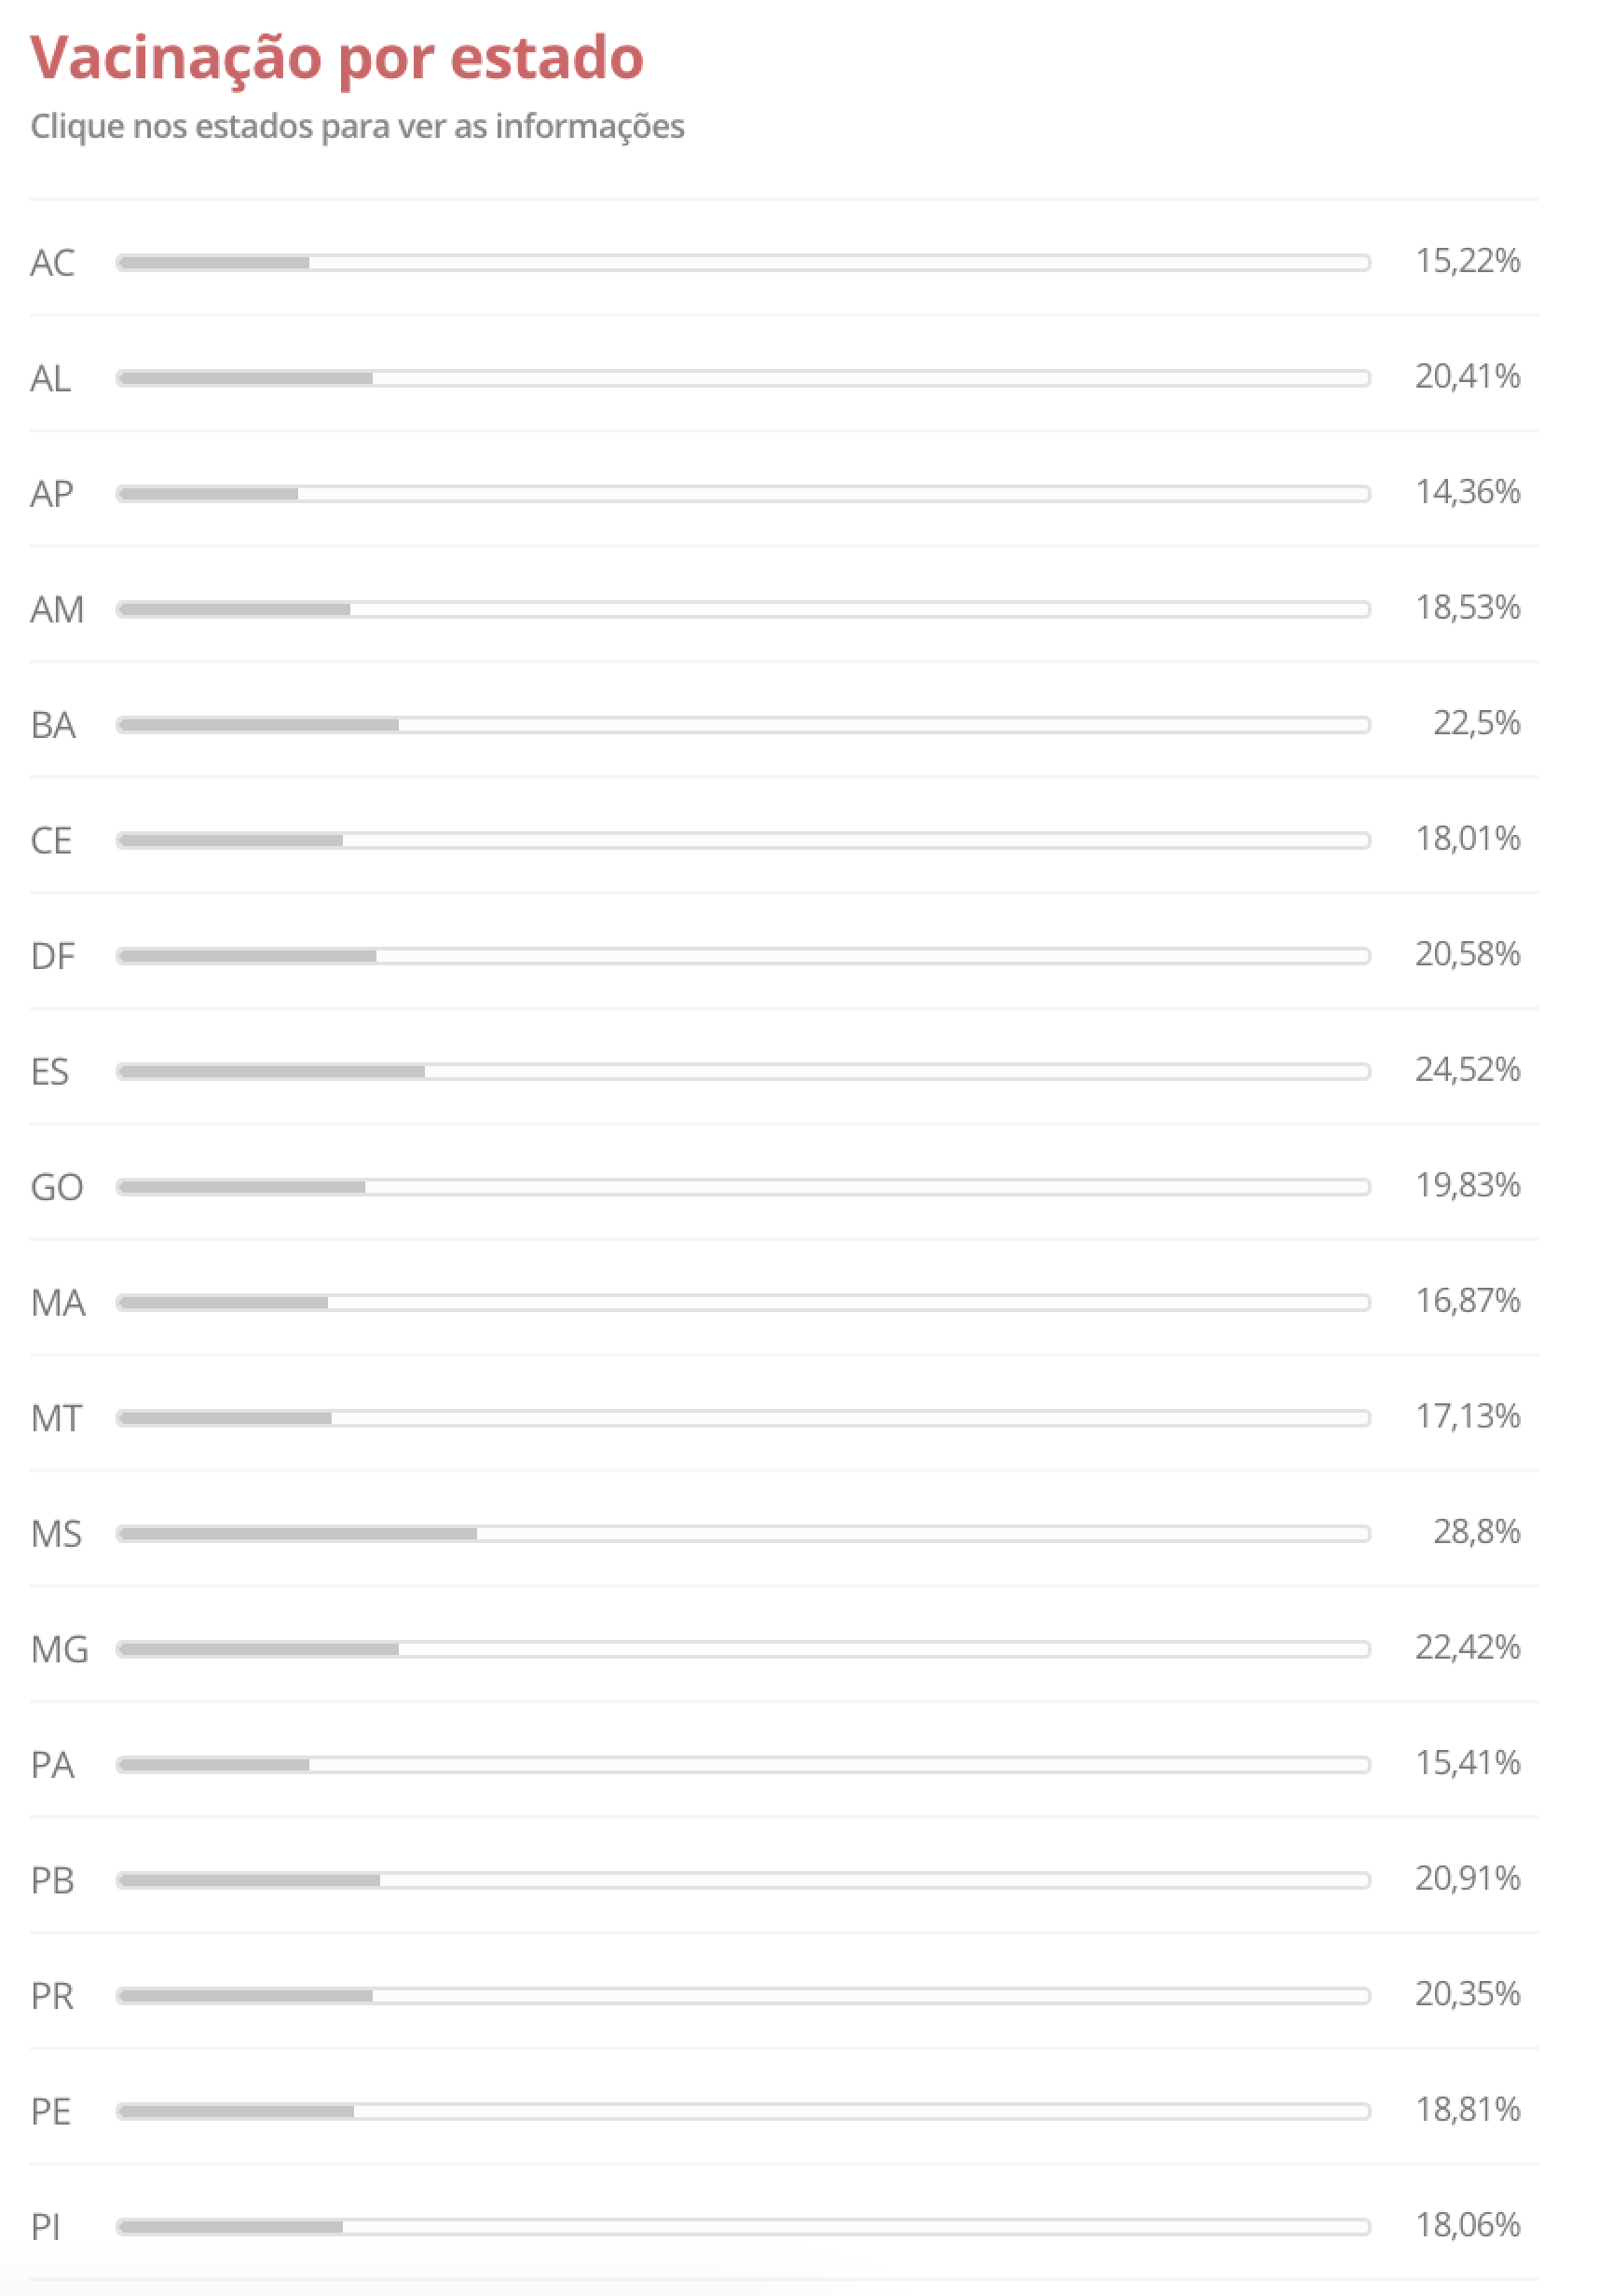 Vacinação por estado
Clique nos estados para ver as informações
AC 15,22%
AL 20,41%
AP 14,36%
AM 18,53%
BA 22,5%
CE 18,01%
DF 20,58%
ES 24,52%
GO 19,83%
MA 16,87%
MT 17,13%
MS 28,8%
MG 22,42%
PA 15,41%
PB 20,91%
PR 20,35%
PE 18,81%
PI 18,06%